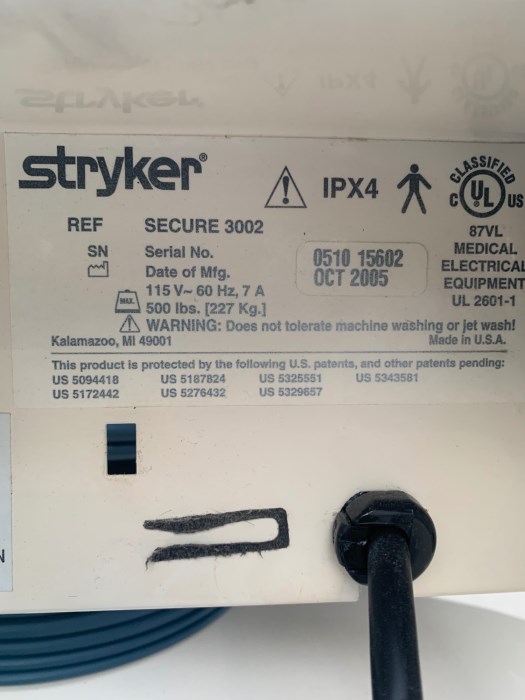 stryker
stryker®
IPX4
CLASSIFIED
C UL US
87VL
MEDICAL
ELECTRICAL
EQUIPMENT
UL 2601-1
REF SECURE 3002
SN Serial No. 0510 15602
Date of Mfg. OCT 2005
115 V~ 60 Hz, 7 A
MAX. 500 lbs. [227 Kg.]
WARNING: Does not tolerate machine washing or jet wash!
Kalamazoo, MI 49001 Made in U.S.A.
This product is protected by the following U.S. patents, and other patents pending:
US 5094418 US 5187824 US 5325551 US 5343581
US 5172442 US 5276432 US 5329657
N